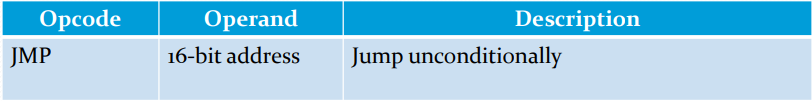 Opcode Operand Description
JMP 16-bit address Jump unconditionally